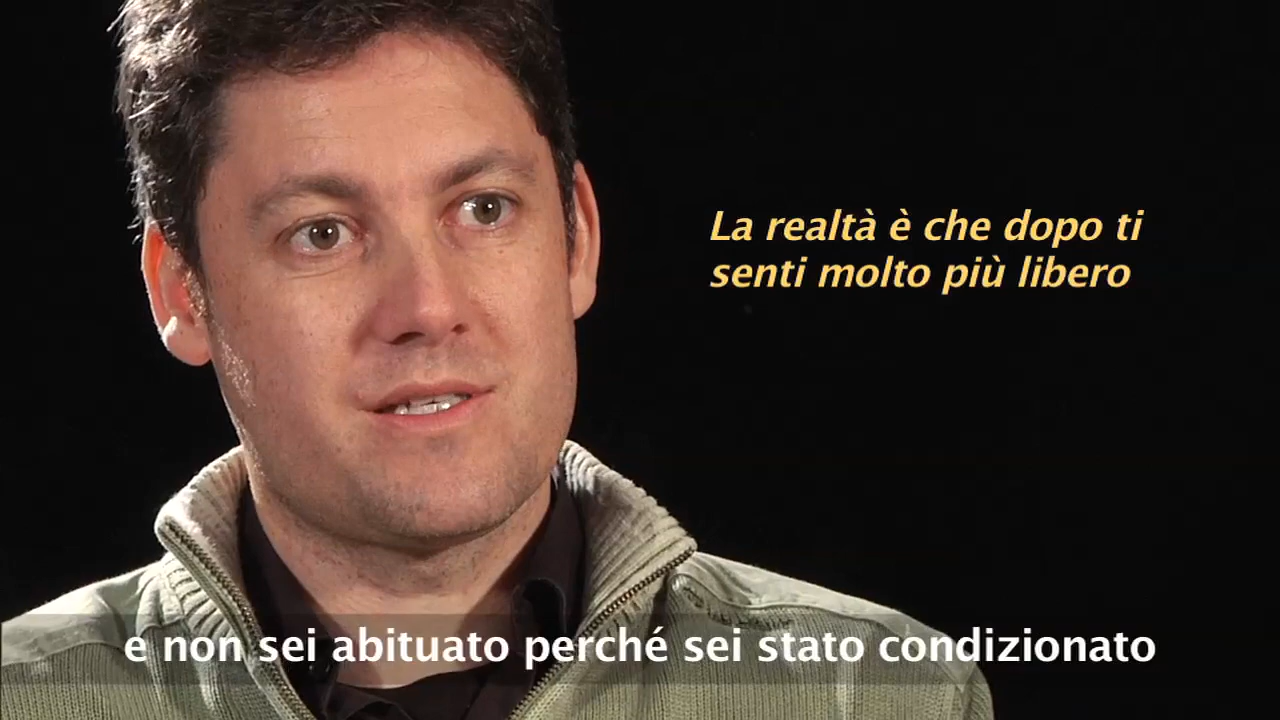 La realtà è che dopo ti
senti molto più libero
e non sei abituato perché sei stato condizionato